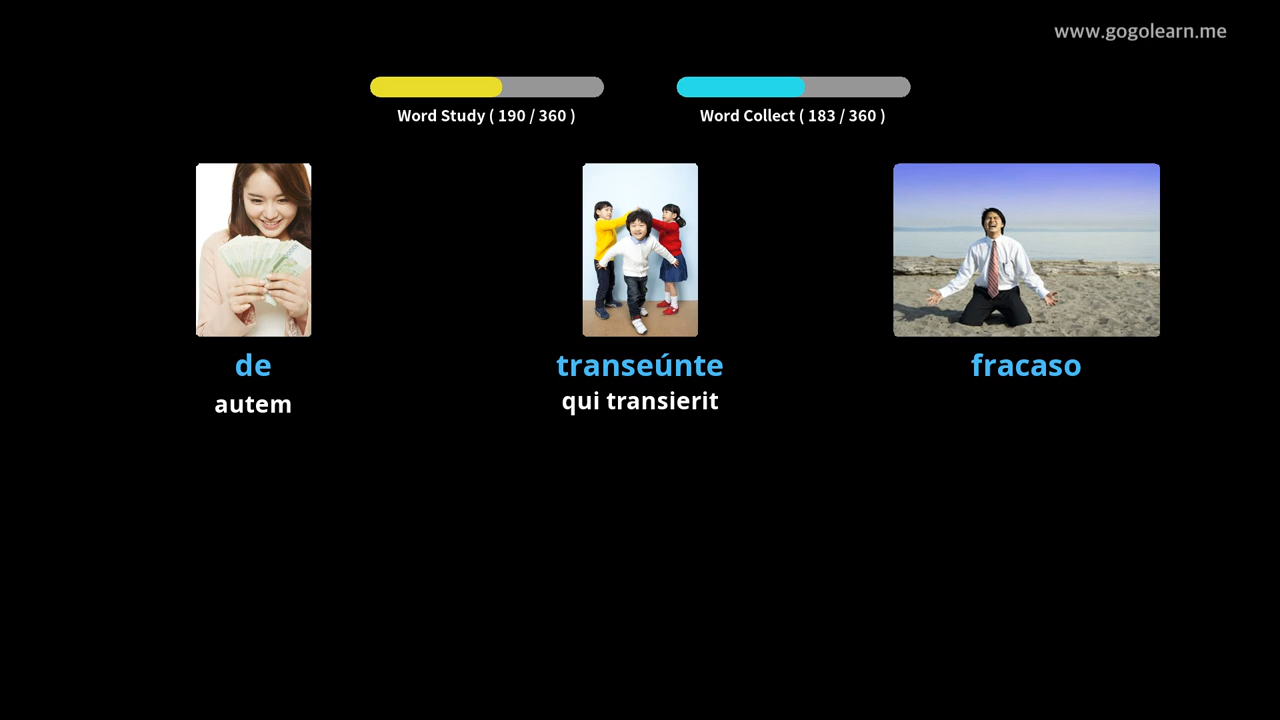 www.gogolearn.me
Word Study ( 190 / 360 )
Word Collect ( 183 / 360 )
de
autem
transeúnte
qui transierit
fracaso